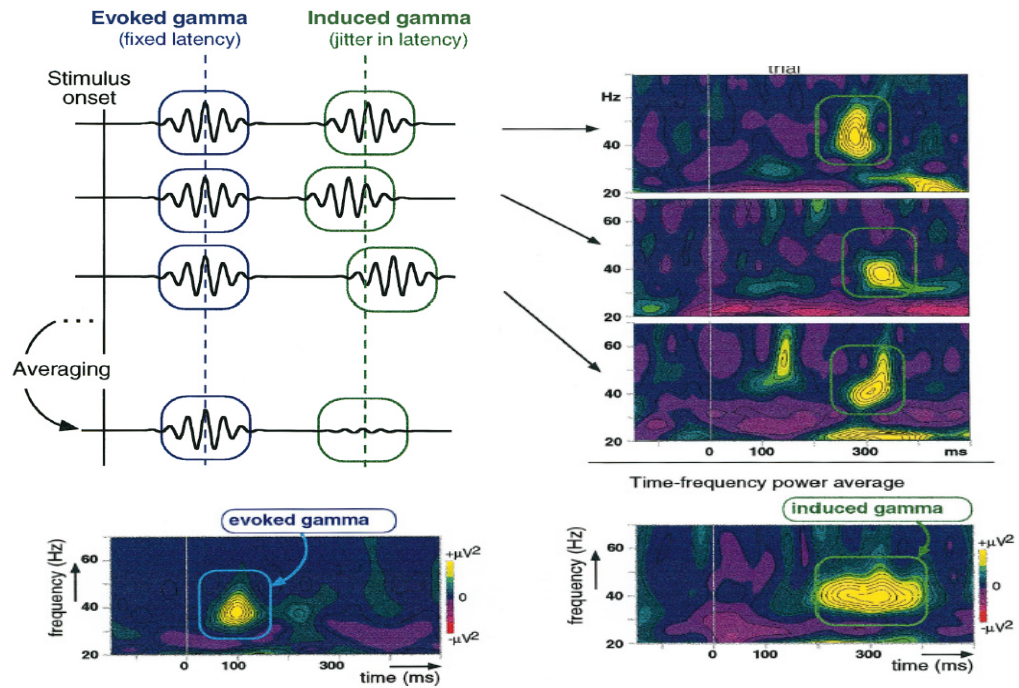 Evoked gamma
(fixed latency)
Induced gamma
(jitter in latency)
Stimulus
onset
....
Averaging
trial
Hz
40
20
60
40
20
60
40
20
0
100
300
ms
Time-frequency power average
evoked gamma
frequency (Hz)
60
40
20
0
100
300
time (ms)
+µV2
0
-µV2
induced gamma
frequency (Hz)
60
40
20
0
100
300
time (ms)
+µV2
0
-µV2